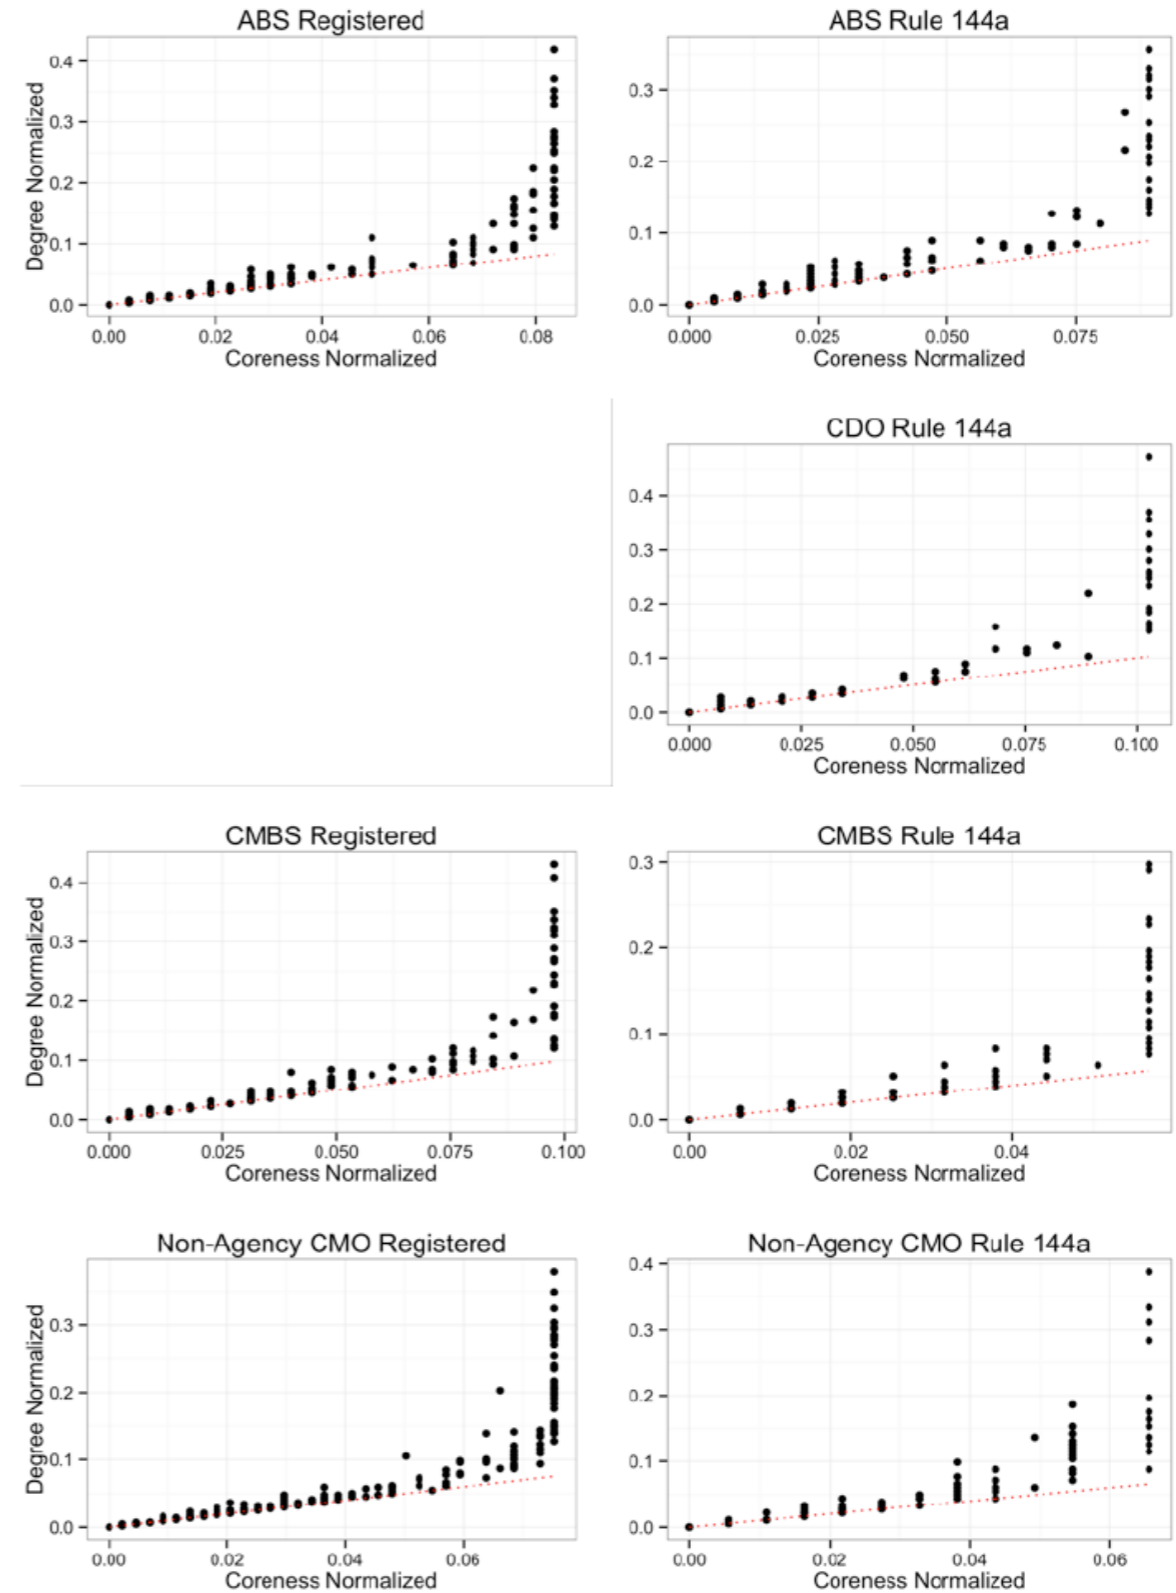 ABS Registered
Degree Normalized
0.4
0.3
0.2
0.1
0.0
0.00 0.02 0.04 0.06 0.08
Coreness Normalized
ABS Rule 144a
0.3
0.2
0.1
0.0
0.000 0.025 0.050 0.075
Coreness Normalized
CDO Rule 144a
0.4
0.3
0.2
0.1
0.0
0.000 0.025 0.050 0.075 0.100
Coreness Normalized
CMBS Registered
Degree Normalized
0.4
0.3
0.2
0.1
0.0
0.000 0.025 0.050 0.075 0.100
Coreness Normalized
CMBS Rule 144a
0.3
0.2
0.1
0.0
0.00 0.02 0.04
Coreness Normalized
Non-Agency CMO Registered
Degree Normalized
0.3
0.2
0.1
0.0
0.00 0.02 0.04 0.06
Coreness Normalized
Non-Agency CMO Rule 144a
0.4
0.3
0.2
0.1
0.0
0.00 0.02 0.04 0.06
Coreness Normalized